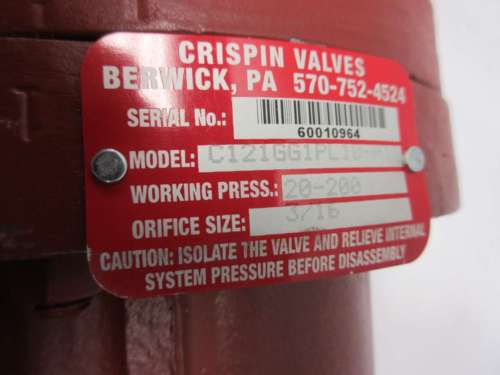 CRISPIN VALVES
BERWICK, PA 570-752-4524
SERIAL No.:
60010964
MODEL:
WORKING PRESS.: 20-200
ORIFICE SIZE: 3/16
CAUTION: ISOLATE THE VALVE AND RELIEVE INTERNAL
SYSTEM PRESSURE BEFORE DISASSEMBLY